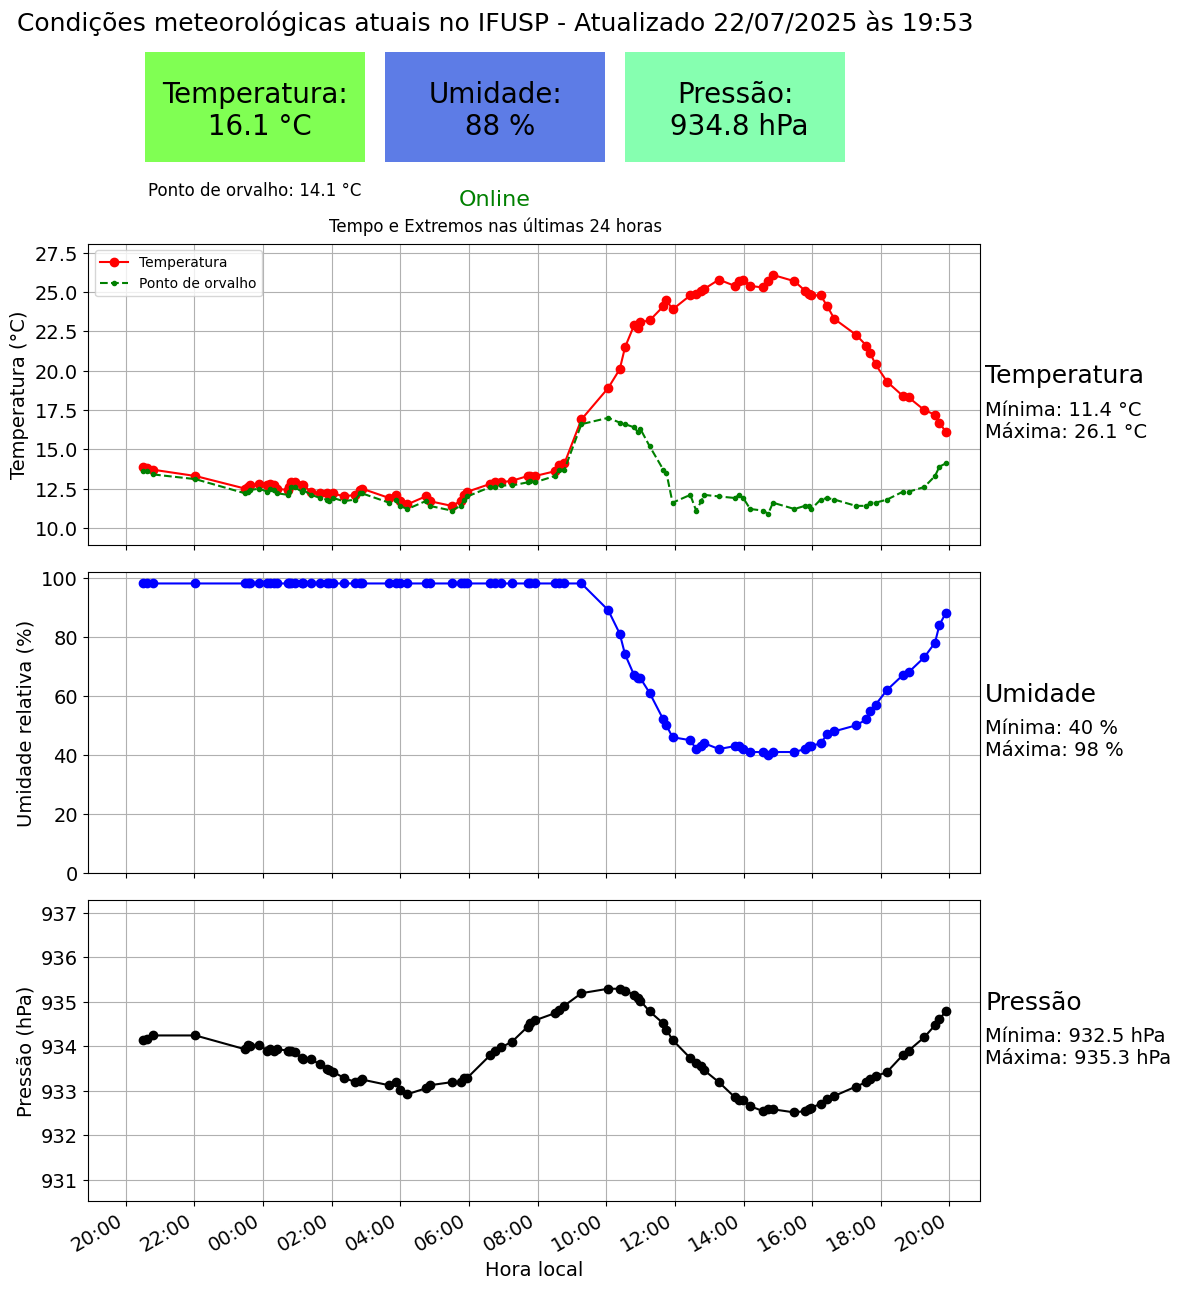 Condições meteorológicas atuais no IFUSP - Atualizado 22/07/2025 às 19:53
Temperatura:
16.1 °C
Umidade:
88 %
Pressão:
934.8 hPa
Ponto de orvalho: 14.1 °C
Online
Tempo e Extremos nas últimas 24 horas
Temperatura
Ponto de orvalho
Temperatura (°C)
27.5
25.0
22.5
20.0
17.5
15.0
12.5
10.0
Temperatura
Mínima: 11.4 °C
Máxima: 26.1 °C
Umidade relativa (%)
100
80
60
40
20
0
Umidade
Mínima: 40 %
Máxima: 98 %
Pressão (hPa)
937
936
935
934
933
932
931
Pressão
Mínima: 932.5 hPa
Máxima: 935.3 hPa
20:00
22:00
00:00
02:00
04:00
06:00
08:00
10:00
12:00
14:00
16:00
18:00
20:00
Hora local